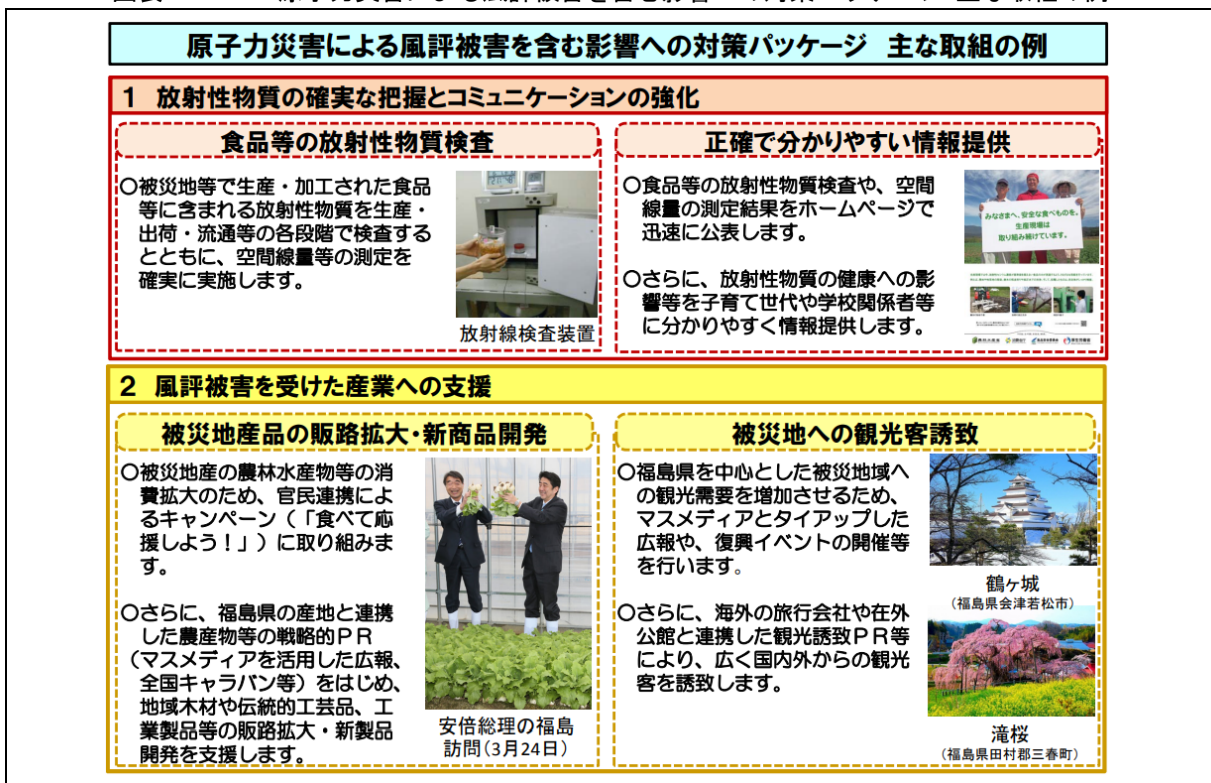 原子力災害による風評被害を含む影響への対策パッケージ 主な取組の例
1 放射性物質の確実な把握とコミュニケーションの強化
食品等の放射性物質検査
○被災地等で生産・加工された食品
等に含まれる放射性物質を生産・
出荷・流通等の各段階で検査する
とともに、空間線量等の測定を
確実に実施します。
放射線検査装置
正確で分かりやすい情報提供
○食品等の放射性物質検査や、空間
線量の測定結果をホームページで
迅速に公表します。
○さらに、放射性物質の健康への影
響等を子育て世代や学校関係者等
に分かりやすく情報提供します。
みなさまへ、安全な食べものを。
生産現場は
取り組み続けています。
2 風評被害を受けた産業への支援
被災地産品の販路拡大・新商品開発
○被災地産の農林水産物等の消
費拡大のため、官民連携によ
るキャンペーン(「食べて応
援しよう!」)に取り組みま
す。
○さらに、福島県の産地と連携
した農産物等の戦略的PR
(マスメディアを活用した広報、
全国キャラバン等)をはじめ、
地域木材や伝統的工芸品、工
業製品等の販路拡大・新製品
開発を支援します。
安倍総理の福島
訪問(3月24日)
被災地への観光客誘致
○福島県を中心とした被災地域へ
の観光需要を増加させるため、
マスメディアとタイアップした
広報や、復興イベントの開催等
を行います。
○さらに、海外の旅行会社や在外
公館と連携した観光誘致PR等
により、広く国内外からの観光
客を誘致します。
鶴ヶ城
(福島県会津若松市)
滝桜
(福島県田村郡三春町)